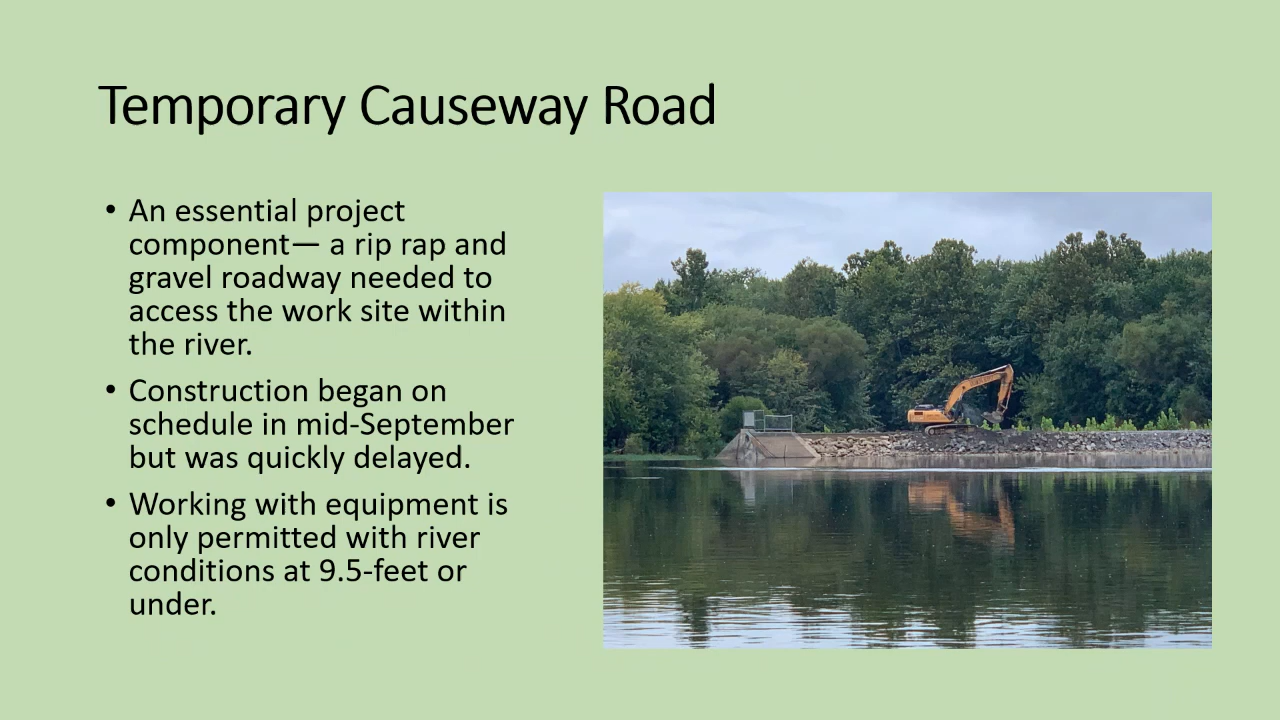 Temporary Causeway Road
• An essential project
component— a rip rap and
gravel roadway needed to
access the work site within
the river.
• Construction began on
schedule in mid-September
but was quickly delayed.
• Working with equipment is
only permitted with river
conditions at 9.5-feet or
under.